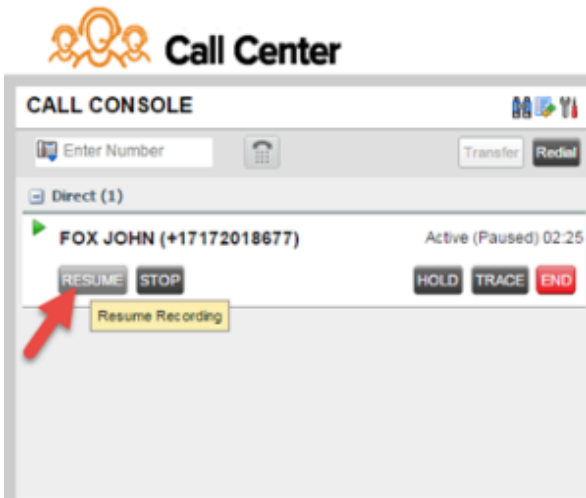 Call Center
CALL CONSOLE
Enter Number Transfer Redial
Direct (1)
FOX JOHN (+17172018677) Active (Paused) 02:25
RESUME STOP HOLD TRACE END
Resume Recording